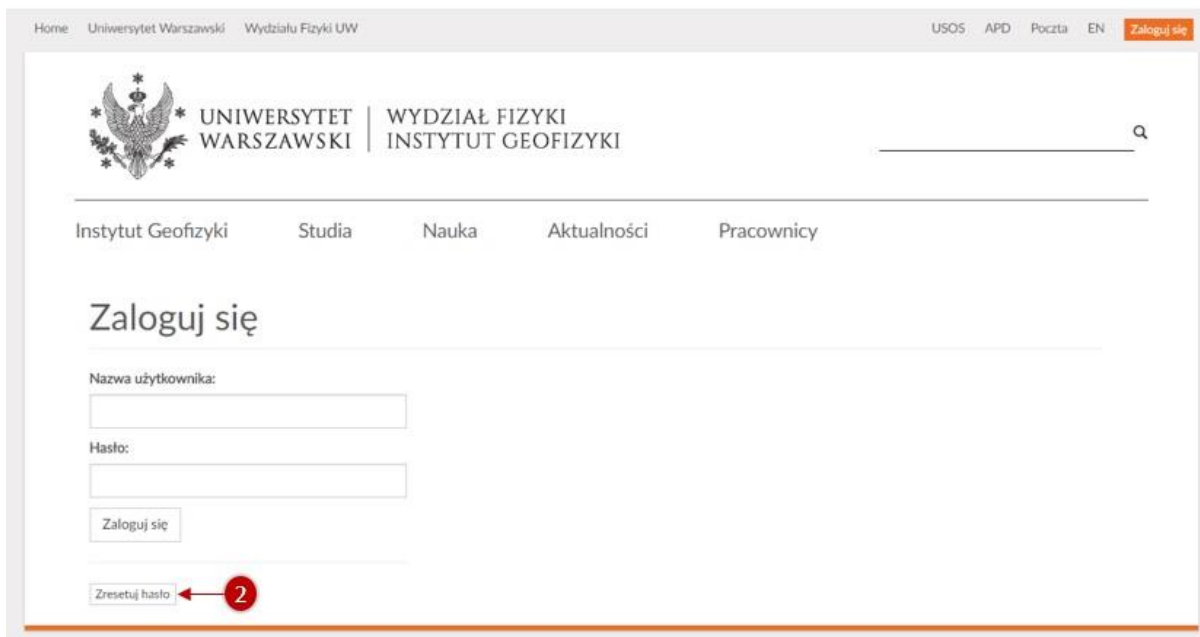 Home Uniwersytet Warszawski Wydziału Fizyki UW USOS APD Poczta EN Zaloguj się
UNIWERSYTET WARSZAWSKI
WYDZIAŁ FIZYKI
INSTYTUT GEOFIZYKI
Instytut Geofizyki Studia Nauka Aktualności Pracownicy
Zaloguj się
Nazwa użytkownika:
Hasło:
Zaloguj się
Zresetuj hasło 2